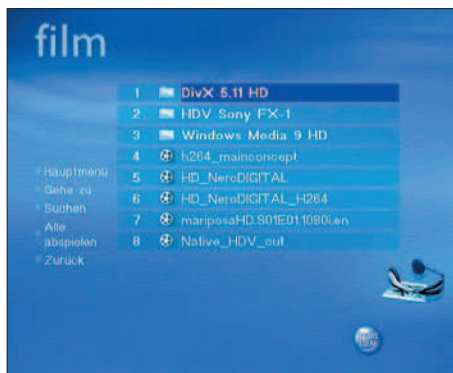 film
1 DivX 5.11 HD
2 HDV Sony FX-1
3 Windows Media 9 HD
4 h264_mainconcept
5 HD_NeroDIGITAL
6 HD_NeroDIGITAL_H264
7 mariposaHD.S01E01.1080i.en
8 Native_HDV_cut
Hauptmenü
Gehe zu
Suchen
Alle
abspielen
Zurück